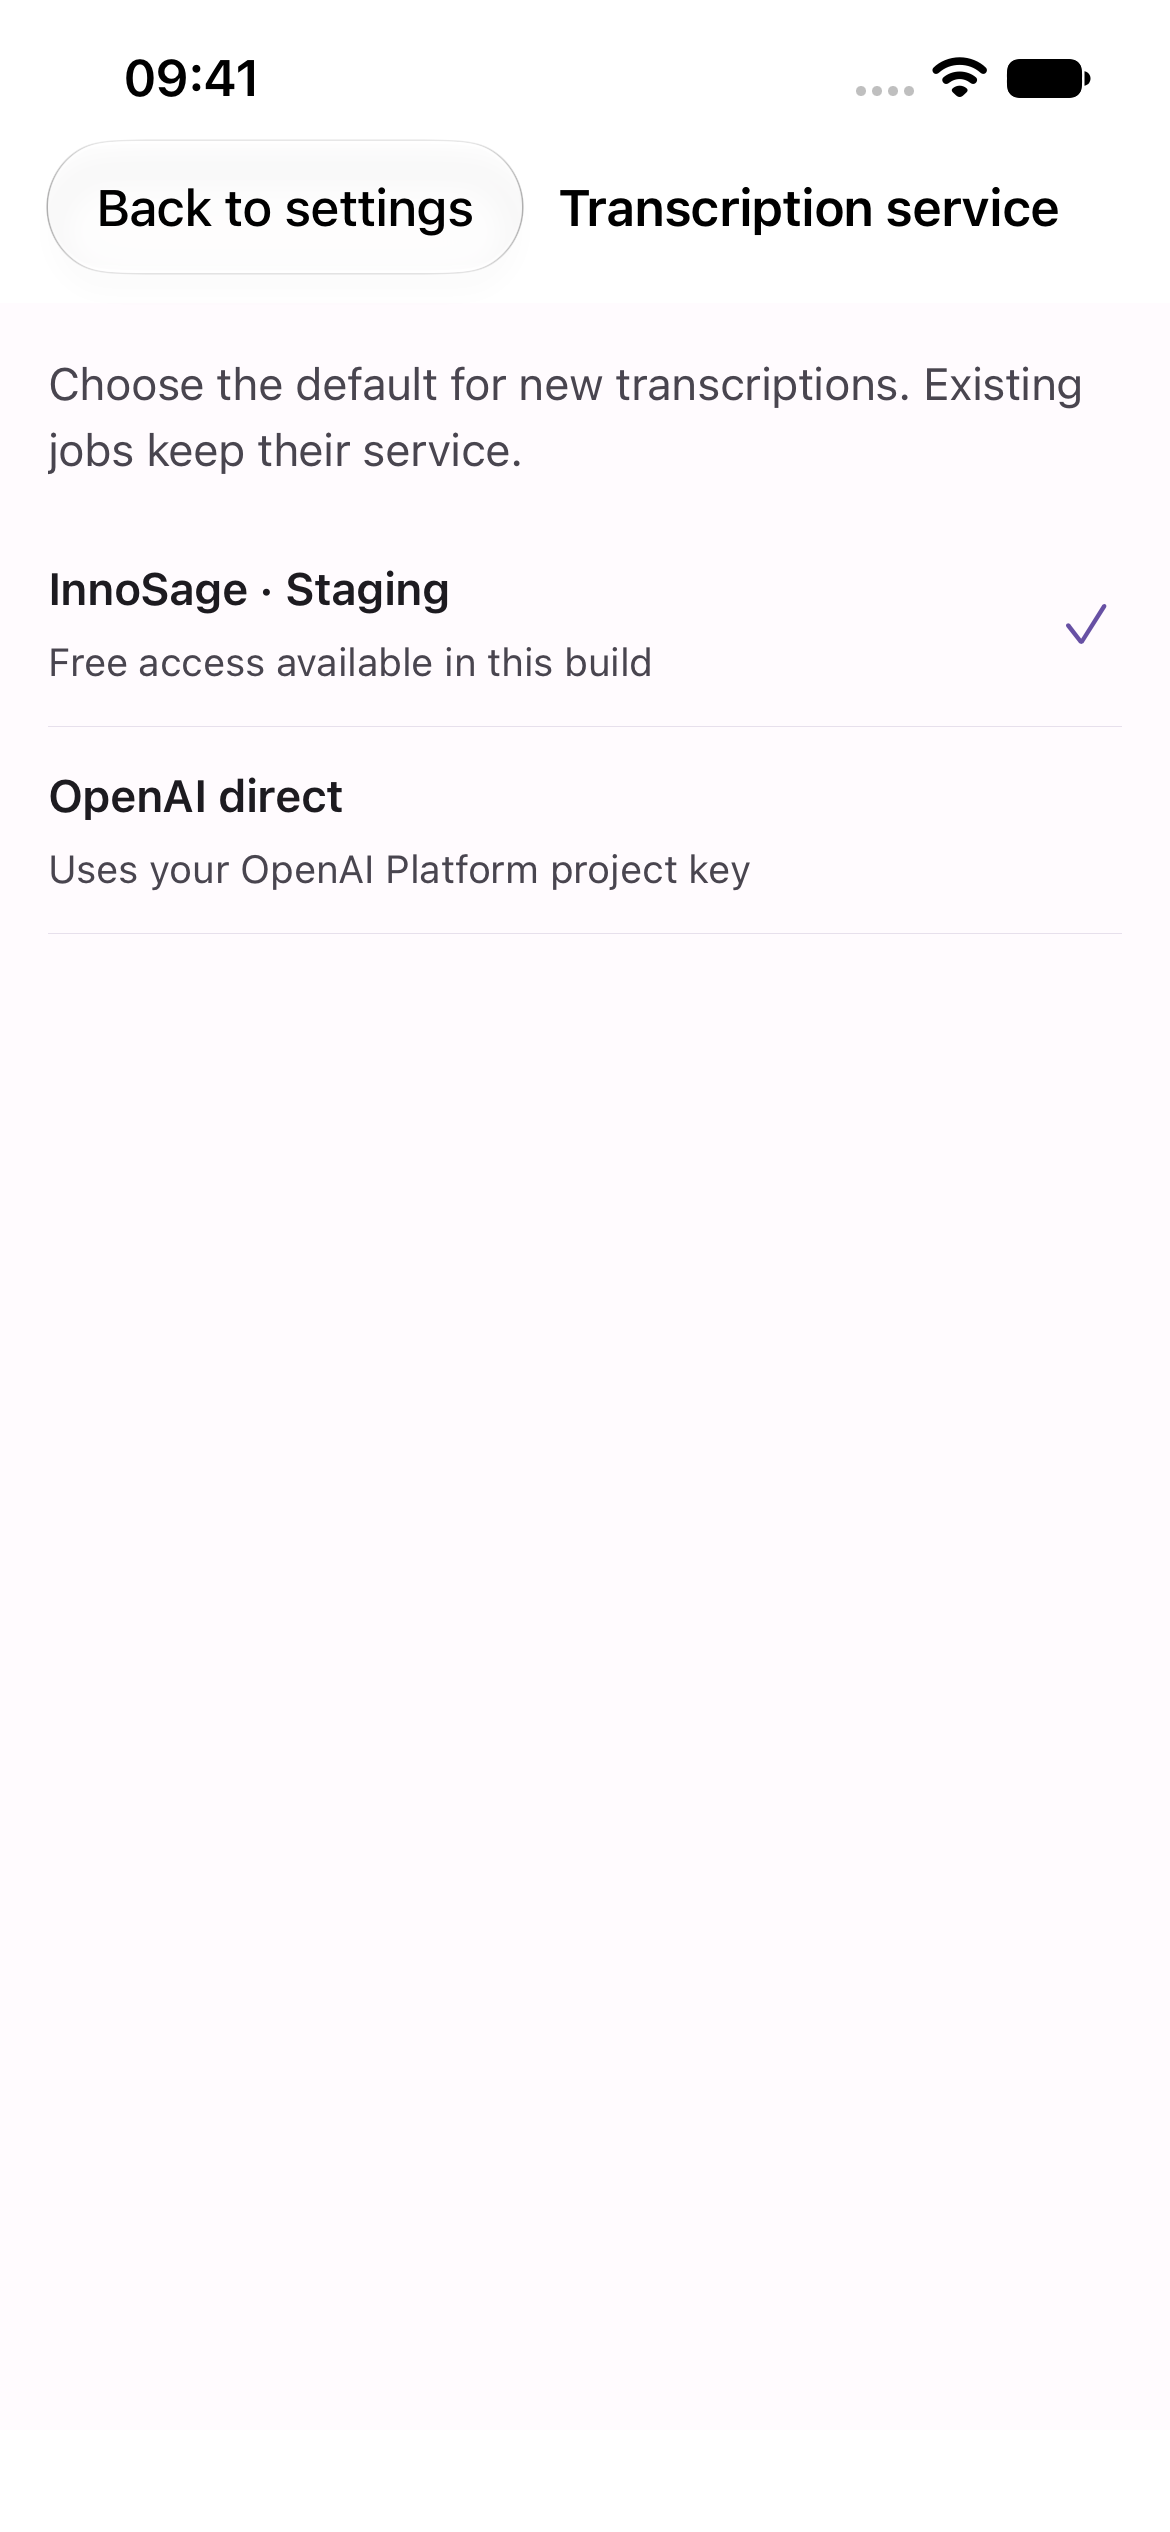 09:41
Back to settings
Transcription service
Choose the default for new transcriptions. Existing
jobs keep their service.
InnoSage · Staging
Free access available in this build
OpenAI direct
Uses your OpenAI Platform project key